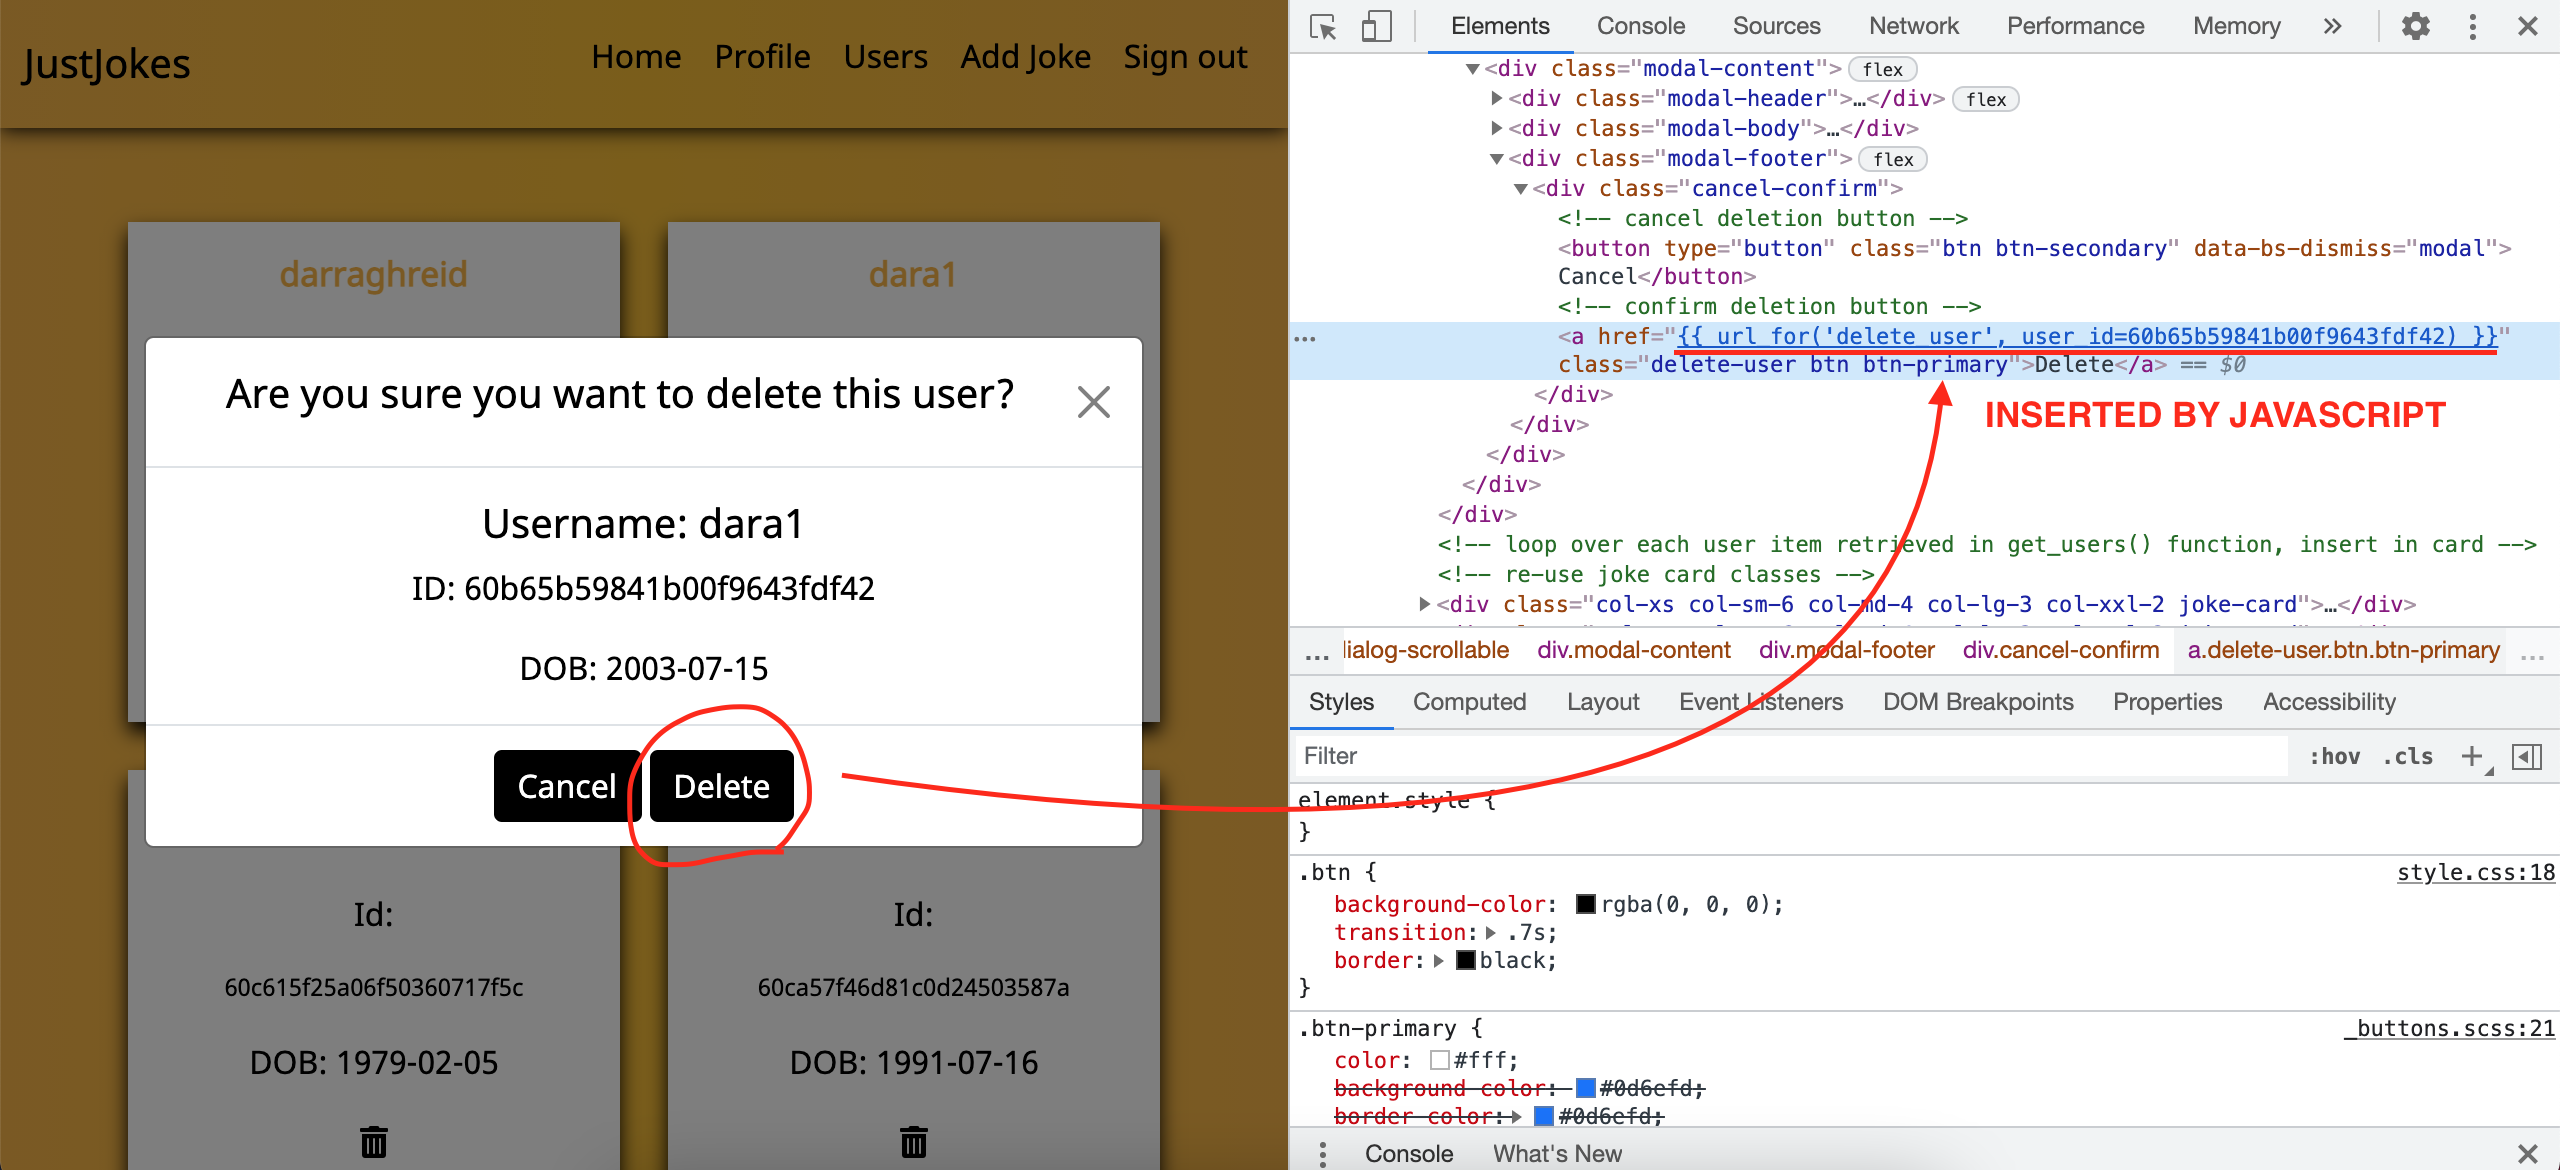 JustJokes
Home Profile Users Add Joke Sign out
darraghreid
dara1
Are you sure you want to delete this user?
Username: dara1
ID: 60b65b59841b00f9643fdf42
DOB: 2003-07-15
Cancel Delete
Id:
60c615f25a06f50360717f5c
DOB: 1979-02-05
Id:
60ca57f46d81c0d24503587a
DOB: 1991-07-16
Elements Console Sources Network Performance Memory
<div class="modal-content"> flex
<div class="modal-header">…</div> flex
<div class="modal-body">…</div>
<div class="modal-footer"> flex
<div class="cancel-confirm">
<!-- cancel deletion button -->
<button type="button" class="btn btn-secondary" data-bs-dismiss="modal">
Cancel</button>
<!-- confirm deletion button -->
<a href="{{ url_for('delete_user', user_id=60b65b59841b00f9643fdf42) }}"
class="delete-user btn btn-primary">Delete</a> == $0
</div>
INSERTED BY JAVASCRIPT
</div>
</div>
</div>
</div>
<!-- loop over each user item retrieved in get_users() function, insert in card -->
<!-- re-use joke card classes -->
<div class="col-xs col-sm-6 col-md-4 col-lg-3 col-xxl-2 joke-card">…</div>
... ialog-scrollable div.modal-content div.modal-footer div.cancel-confirm a.delete-user.btn.btn-primary ...
Styles Computed Layout Event Listeners DOM Breakpoints Properties Accessibility
Filter :hov .cls
element.style {
}
.btn { style.css:18
background-color: rgba(0, 0, 0);
transition: .7s;
border: black;
}
.btn-primary { _buttons.scss:21
color: #fff;
background-color: #0d6efd;
border-color: #0d6efd;
Console What's New